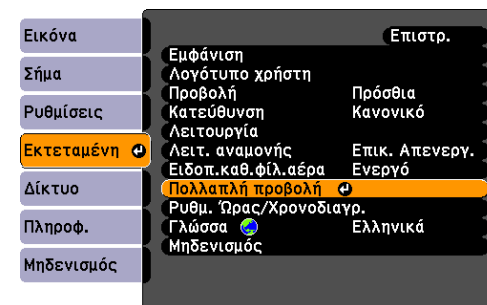 Εικόνα
Σήμα
Ρυθμίσεις
Εκτεταμένη
Δίκτυο
Πληροφ.
Μηδενισμός
Επιστρ.
Εμφάνιση
Λογότυπο χρήστη
Προβολή Πρόσθια
Κατεύθυνση Κανονικό
Λειτουργία
Λειτ. αναμονής Επικ. Απενεργ.
Ειδοπ.καθ.φίλ.αέρα Ενεργό
Πολλαπλή προβολή
Ρυθμ. Ώρας/Χρονοδιαγρ.
Γλώσσα Ελληνικά
Μηδενισμός